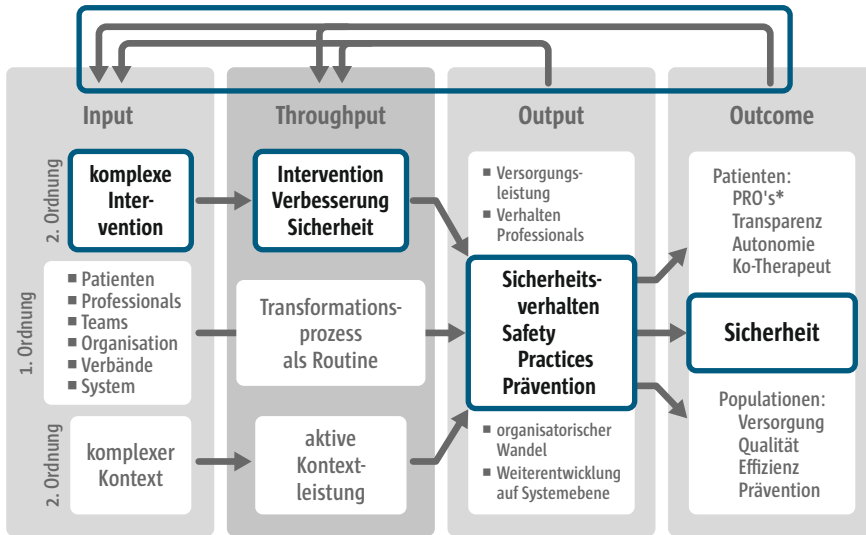 Input
Throughput
Output
Outcome
2. Ordnung
komplexe
Inter-
vention
Intervention
Verbesserung
Sicherheit
■ Versorgungs-
leistung
■ Verhalten
Professionals
Patienten:
PRO's*
Transparenz
Autonomie
Ko-Therapeut
1. Ordnung
■ Patienten
■ Professionals
■ Teams
■ Organisation
■ Verbände
■ System
Transformations-
prozess
als Routine
Sicherheits-
verhalten
Safety
Practices
Prävention
Sicherheit
2. Ordnung
komplexer
Kontext
aktive
Kontext-
leistung
■ organisatorischer
Wandel
■ Weiterentwicklung
auf Systemebene
Populationen:
Versorgung
Qualität
Effizienz
Prävention